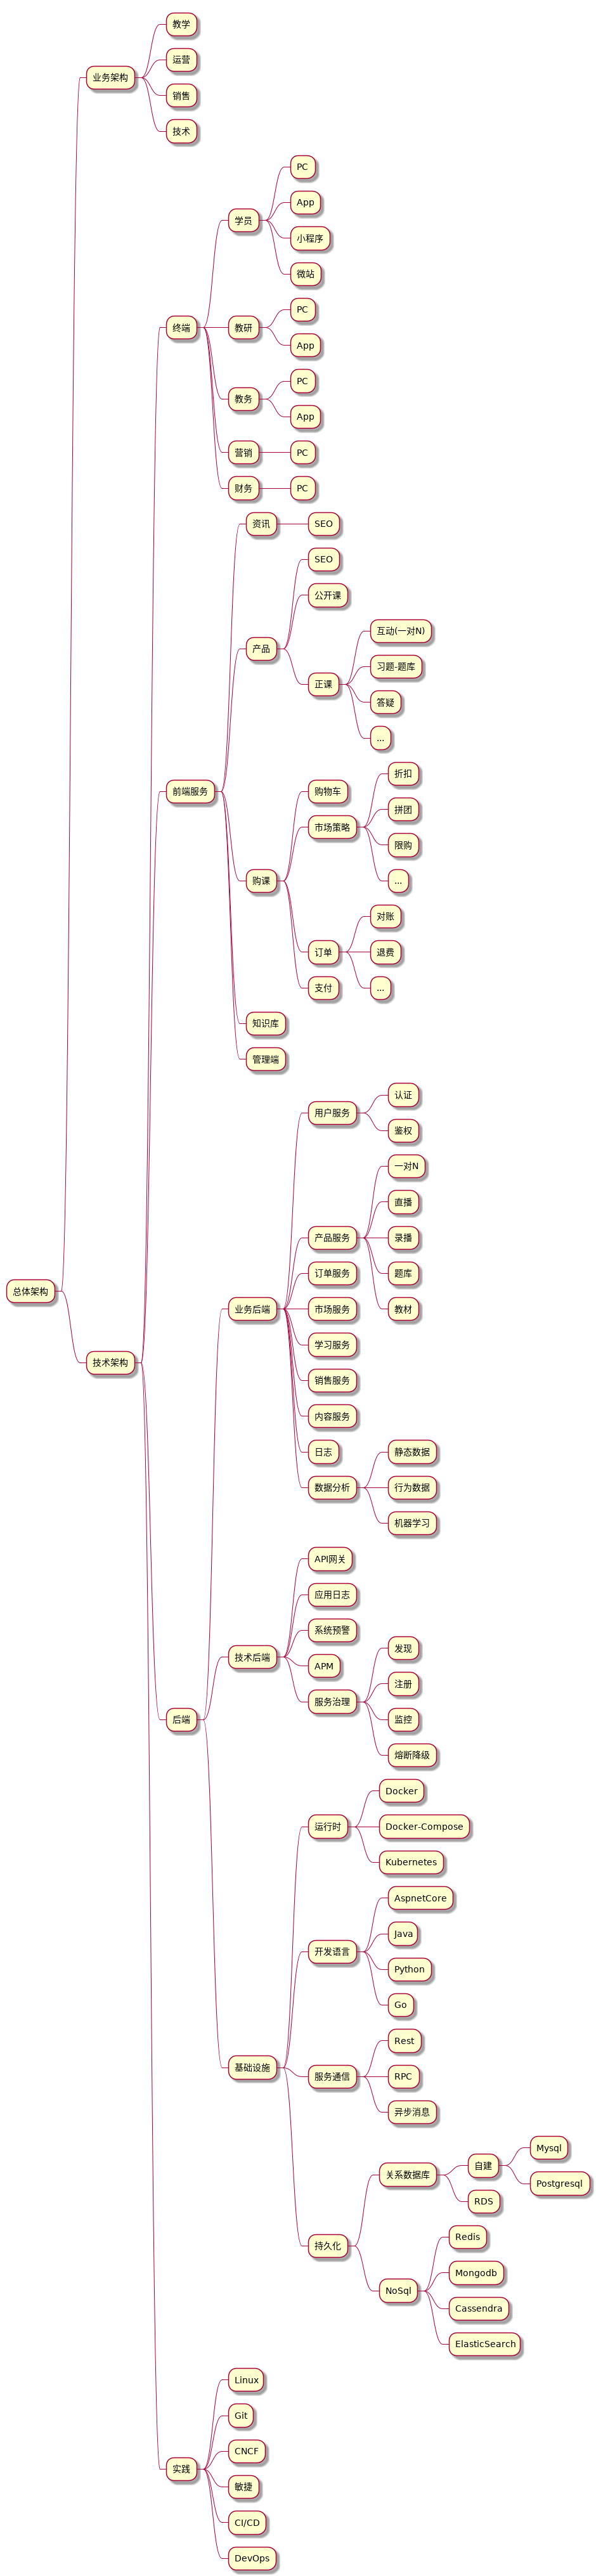 总体架构
业务架构
教学
运营
销售
技术
技术架构
终端
学员
PC
App
小程序
微站
教研
PC
App
教务
PC
App
营销
PC
财务
PC
前端服务
资讯
SEO
产品
SEO
公开课
正课
互动(一对N)
习题-题库
答疑
...
购课
购物车
市场策略
折扣
拼团
限购
...
订单
对账
退费
...
支付
知识库
管理端
后端
业务后端
用户服务
认证
鉴权
产品服务
一对N
直播
录播
题库
教材
订单服务
市场服务
学习服务
销售服务
内容服务
日志
数据分析
静态数据
行为数据
机器学习
技术后端
API网关
应用日志
系统预警
APM
服务治理
发现
注册
监控
熔断降级
基础设施
运行时
Docker
Docker-Compose
Kubernetes
开发语言
AspnetCore
Java
Python
Go
服务通信
Rest
RPC
异步消息
持久化
关系数据库
自建
Mysql
Postgresql
RDS
NoSql
Redis
Mongodb
Cassendra
ElasticSearch
实践
Linux
Git
CNCF
敏捷
CI/CD
DevOps